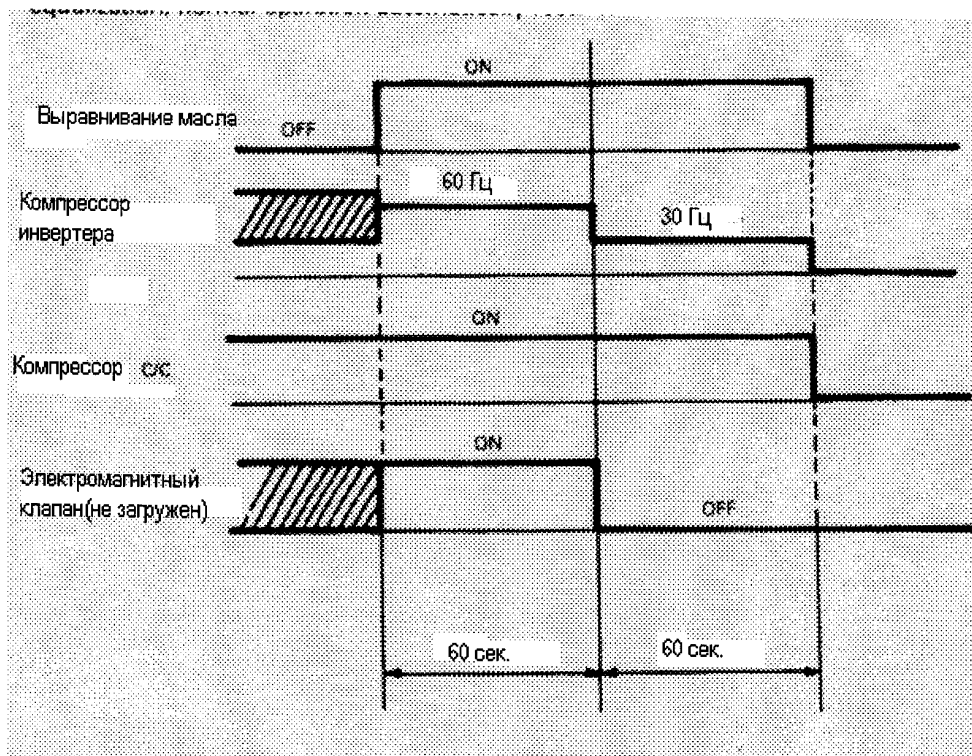 ON
Выравнивание масла
OFF
60 Гц
Компрессор
инвертера
30 Гц
ON
Компрессор с/с
ON
Электромагнитный
клапан(не загружен)
OFF
60 сек.
60 сек.